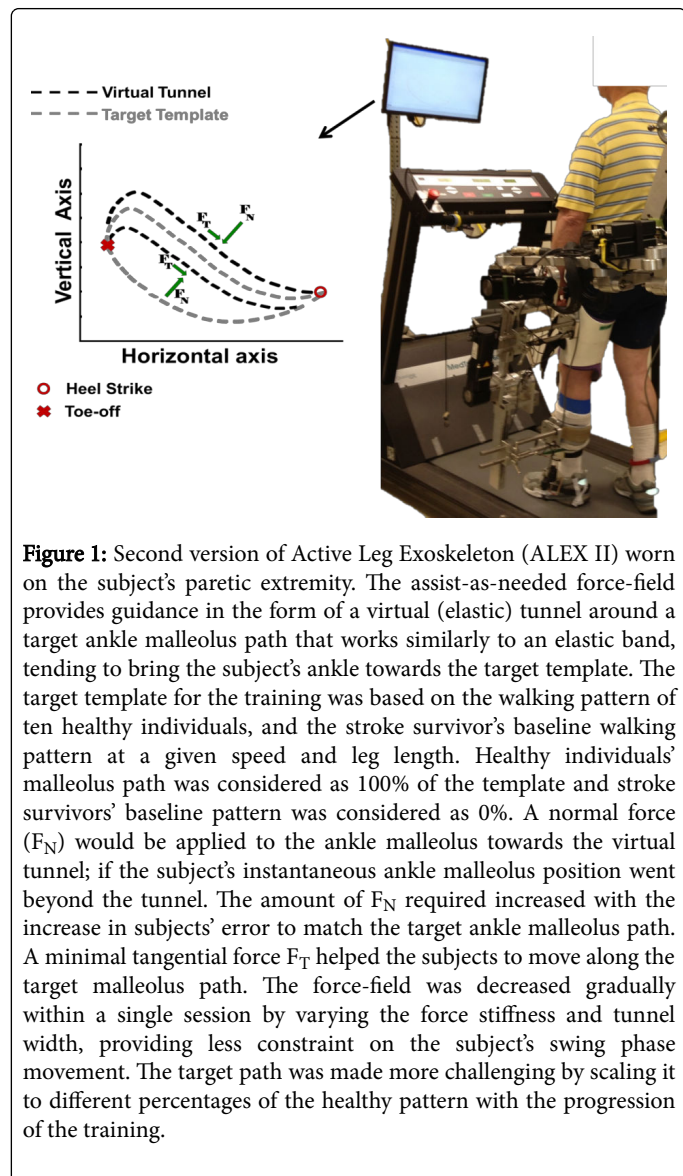 Virtual Tunnel
Target Template
Vertical Axis
F_T
F_N
F_T
F_N
Horizontal axis
Heel Strike
Toe-off
Figure 1: Second version of Active Leg Exoskeleton (ALEX II) worn
on the subject's paretic extremity. The assist-as-needed force-field
provides guidance in the form of a virtual (elastic) tunnel around a
target ankle malleolus path that works similarly to an elastic band,
tending to bring the subject's ankle towards the target template. The
target template for the training was based on the walking pattern of
ten healthy individuals, and the stroke survivor's baseline walking
pattern at a given speed and leg length. Healthy individuals'
malleolus path was considered as 100% of the template and stroke
survivors' baseline pattern was considered as 0%. A normal force
(F_N) would be applied to the ankle malleolus towards the virtual
tunnel; if the subject's instantaneous ankle malleolus position went
beyond the tunnel. The amount of F_N required increased with the
increase in subjects' error to match the target ankle malleolus path.
A minimal tangential force F_T helped the subjects to move along the
target malleolus path. The force-field was decreased gradually
within a single session by varying the force stiffness and tunnel
width, providing less constraint on the subject's swing phase
movement. The target path was made more challenging by scaling it
to different percentages of the healthy pattern with the progression
of the training.